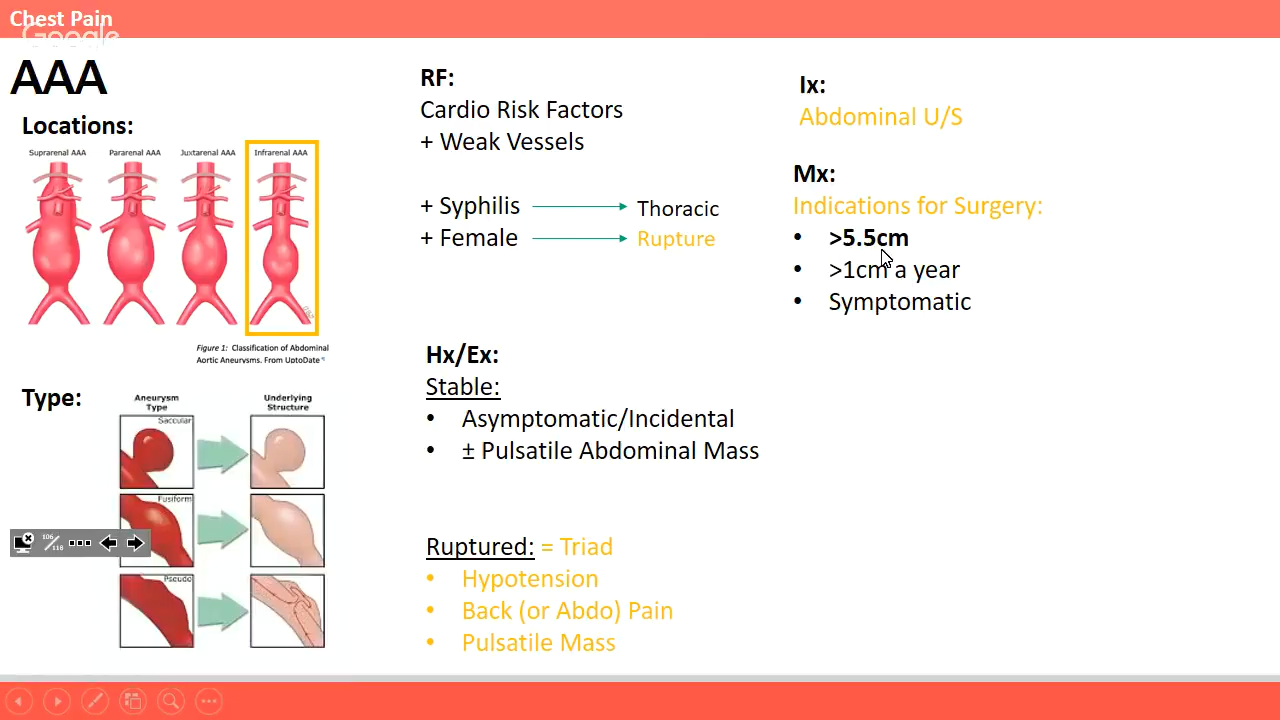 Chest Pain
Google
AAA
Locations:
Suprarenal AAA
Pararenal AAA
Juxtarenal AAA
Infrarenal AAA
Figure 1: Classification of Abdominal
Aortic Aneurysms. From UptoDate
Type:
Aneurysm
Type
Underlying
Structure
Saccular
Fusiform
Pseudo
106/118
RF:
Cardio Risk Factors
+ Weak Vessels
+ Syphilis
Thoracic
+ Female
Rupture
Hx/Ex:
Stable:
• Asymptomatic/Incidental
• ± Pulsatile Abdominal Mass
Ruptured: = Triad
• Hypotension
• Back (or Abdo) Pain
• Pulsatile Mass
Ix:
Abdominal U/S
Mx:
Indications for Surgery:
• >5.5cm
• >1cm a year
• Symptomatic